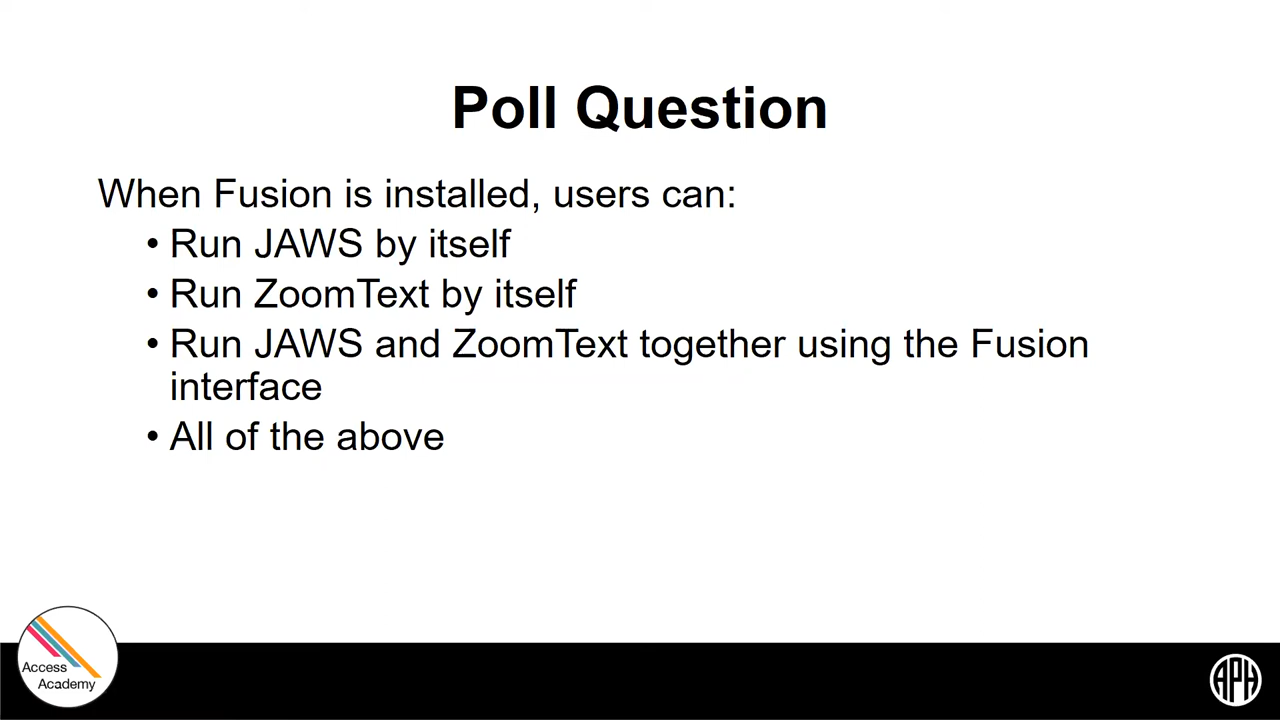 Poll Question
When Fusion is installed, users can:
• Run JAWS by itself
• Run ZoomText by itself
• Run JAWS and ZoomText together using the Fusion
interface
• All of the above
Access
Academy
APH